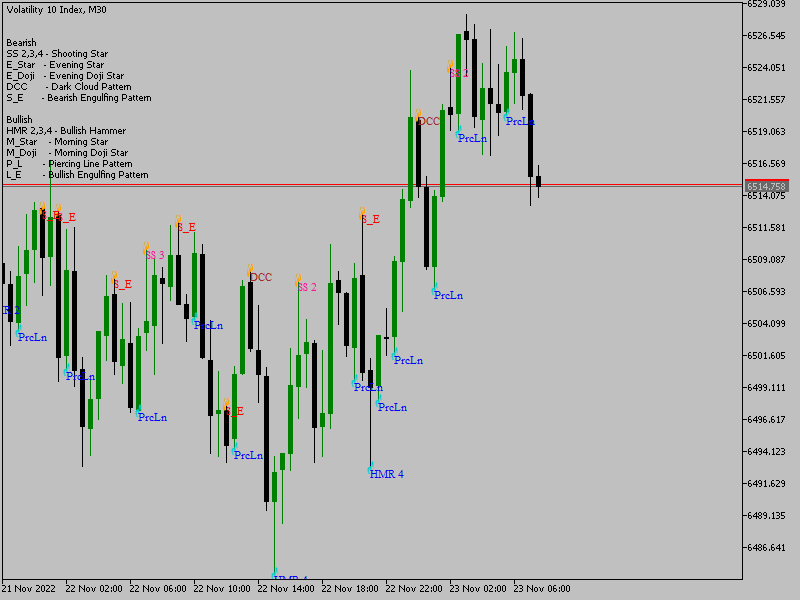 Volatility 10 Index, M30
Bearish
SS 2,3,4 - Shooting Star
E_Star - Evening Star
E_Doji - Evening Doji Star
DCC - Dark Cloud Pattern
S_E - Bearish Engulfing Pattern
Bullish
HMR 2,3,4 - Bullish Hammer
M_Star - Morning Star
M_Doji - Morning Doji Star
P_L - Piercing Line Pattern
L_E - Bullish Engulfing Pattern
6529.039
6526.545
6524.051
6521.557
6519.063
6516.569
6514.758
6514.075
6511.581
6509.087
6506.593
6504.099
6501.605
6499.111
6496.617
6494.123
6491.629
6489.135
6486.641
SS 2
DCC
PrcLn
PrcLn
S_E
S_E
S_E
S_E
SS 3
DCC
SS 2
S_E
PrcLn
PrcLn
PrcLn
PrcLn
PrcLn
PrcLn
PrcLn
PrcLn
S_E
PrcLn
HMR 4
HMR 4
21 Nov 2022
22 Nov 02:00
22 Nov 06:00
22 Nov 10:00
22 Nov 14:00
22 Nov 18:00
22 Nov 22:00
23 Nov 02:00
23 Nov 06:00